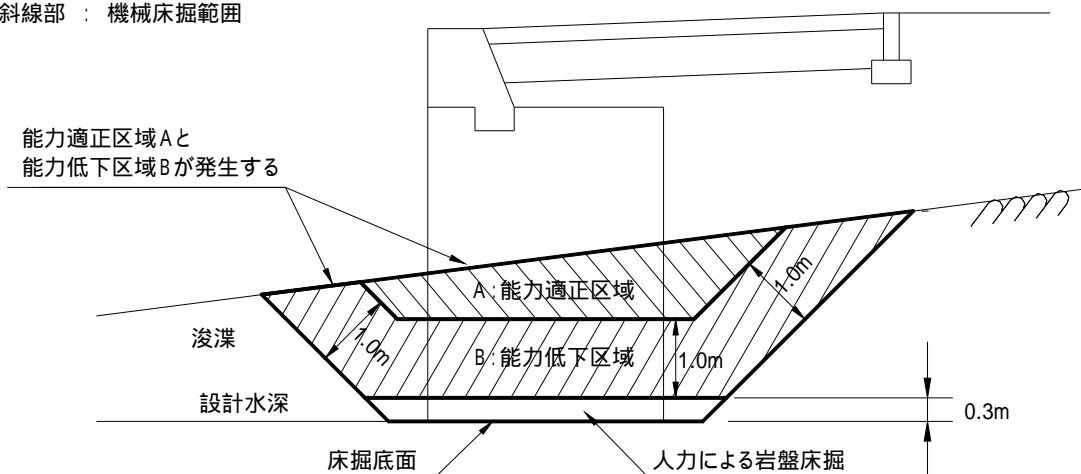 斜線部 : 機械床掘範囲
能力適正区域Aと
能力低下区域Bが発生する
A:能力適正区域
1.0m
浚渫
1.0m
B:能力低下区域
1.0m
設計水深
0.3m
床掘底面
人力による岩盤床掘